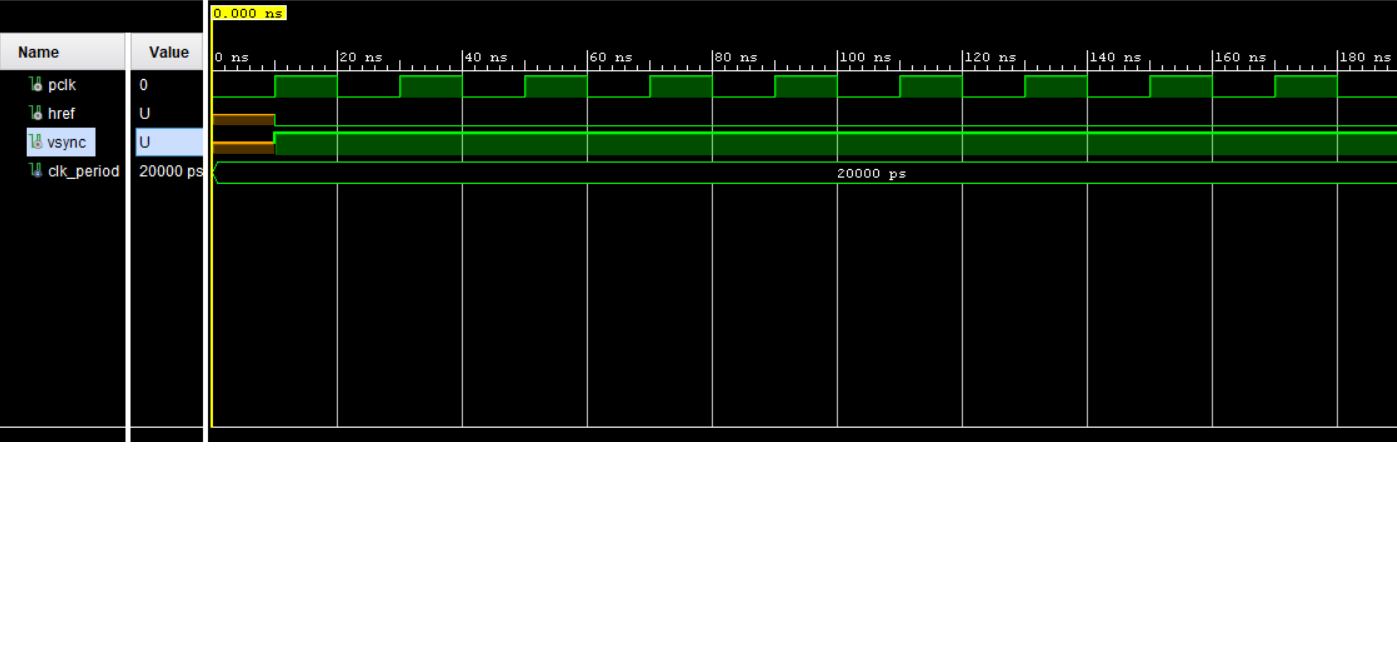 0.000 ns
Name Value
0 ns 20 ns 40 ns 60 ns 80 ns 100 ns 120 ns 140 ns 160 ns 180 ns
pclk 0
href U
vsync U
clk_period 20000 ps 20000 ps